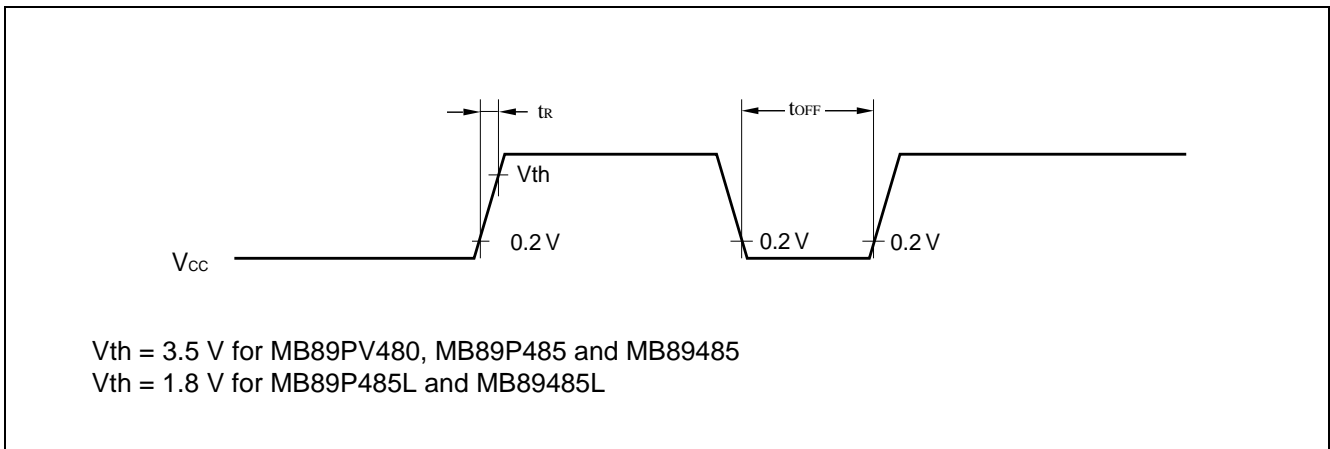 tR
tOFF
Vth
0.2 V
0.2 V
0.2 V
VCC
Vth = 3.5 V for MB89PV480, MB89P485 and MB89485
Vth = 1.8 V for MB89P485L and MB89485L